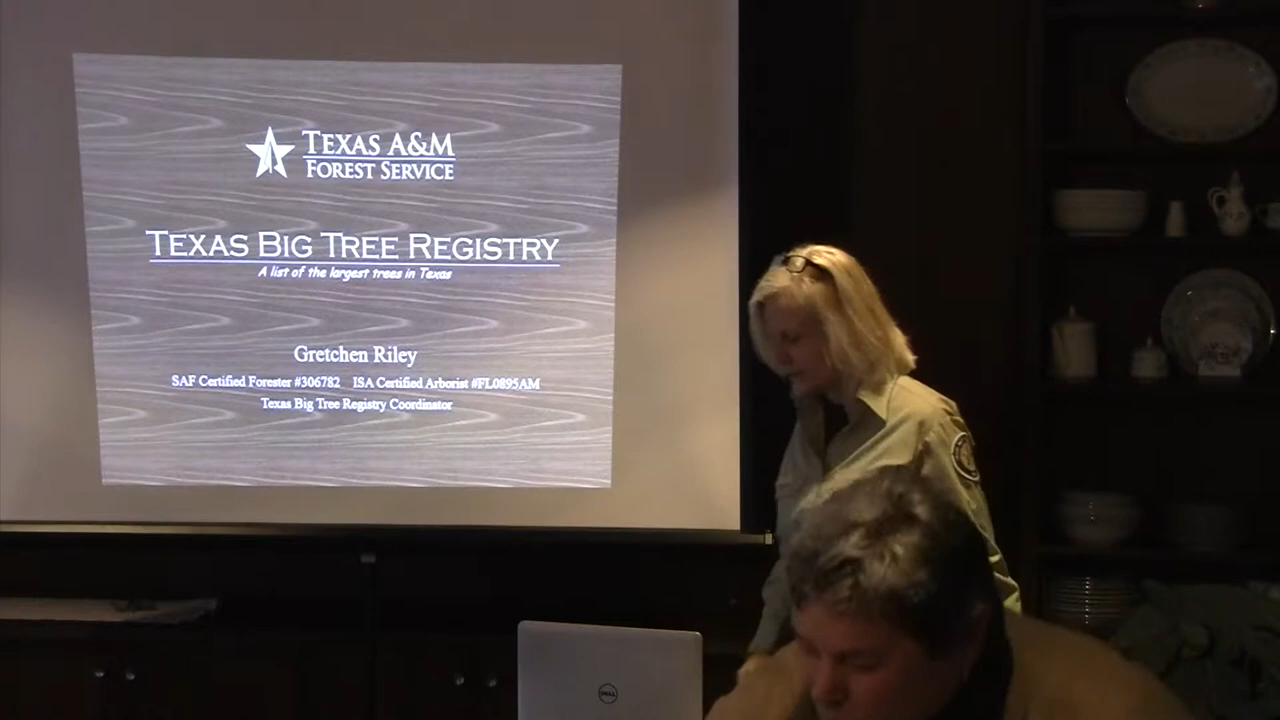 TEXAS A&M
FOREST SERVICE
TEXAS BIG TREE REGISTRY
A list of the largest trees in Texas
Gretchen Riley
SAF Certified Forester #306782 ISA Certified Arborist #FL0895AM
Texas Big Tree Registry Coordinator
DELL